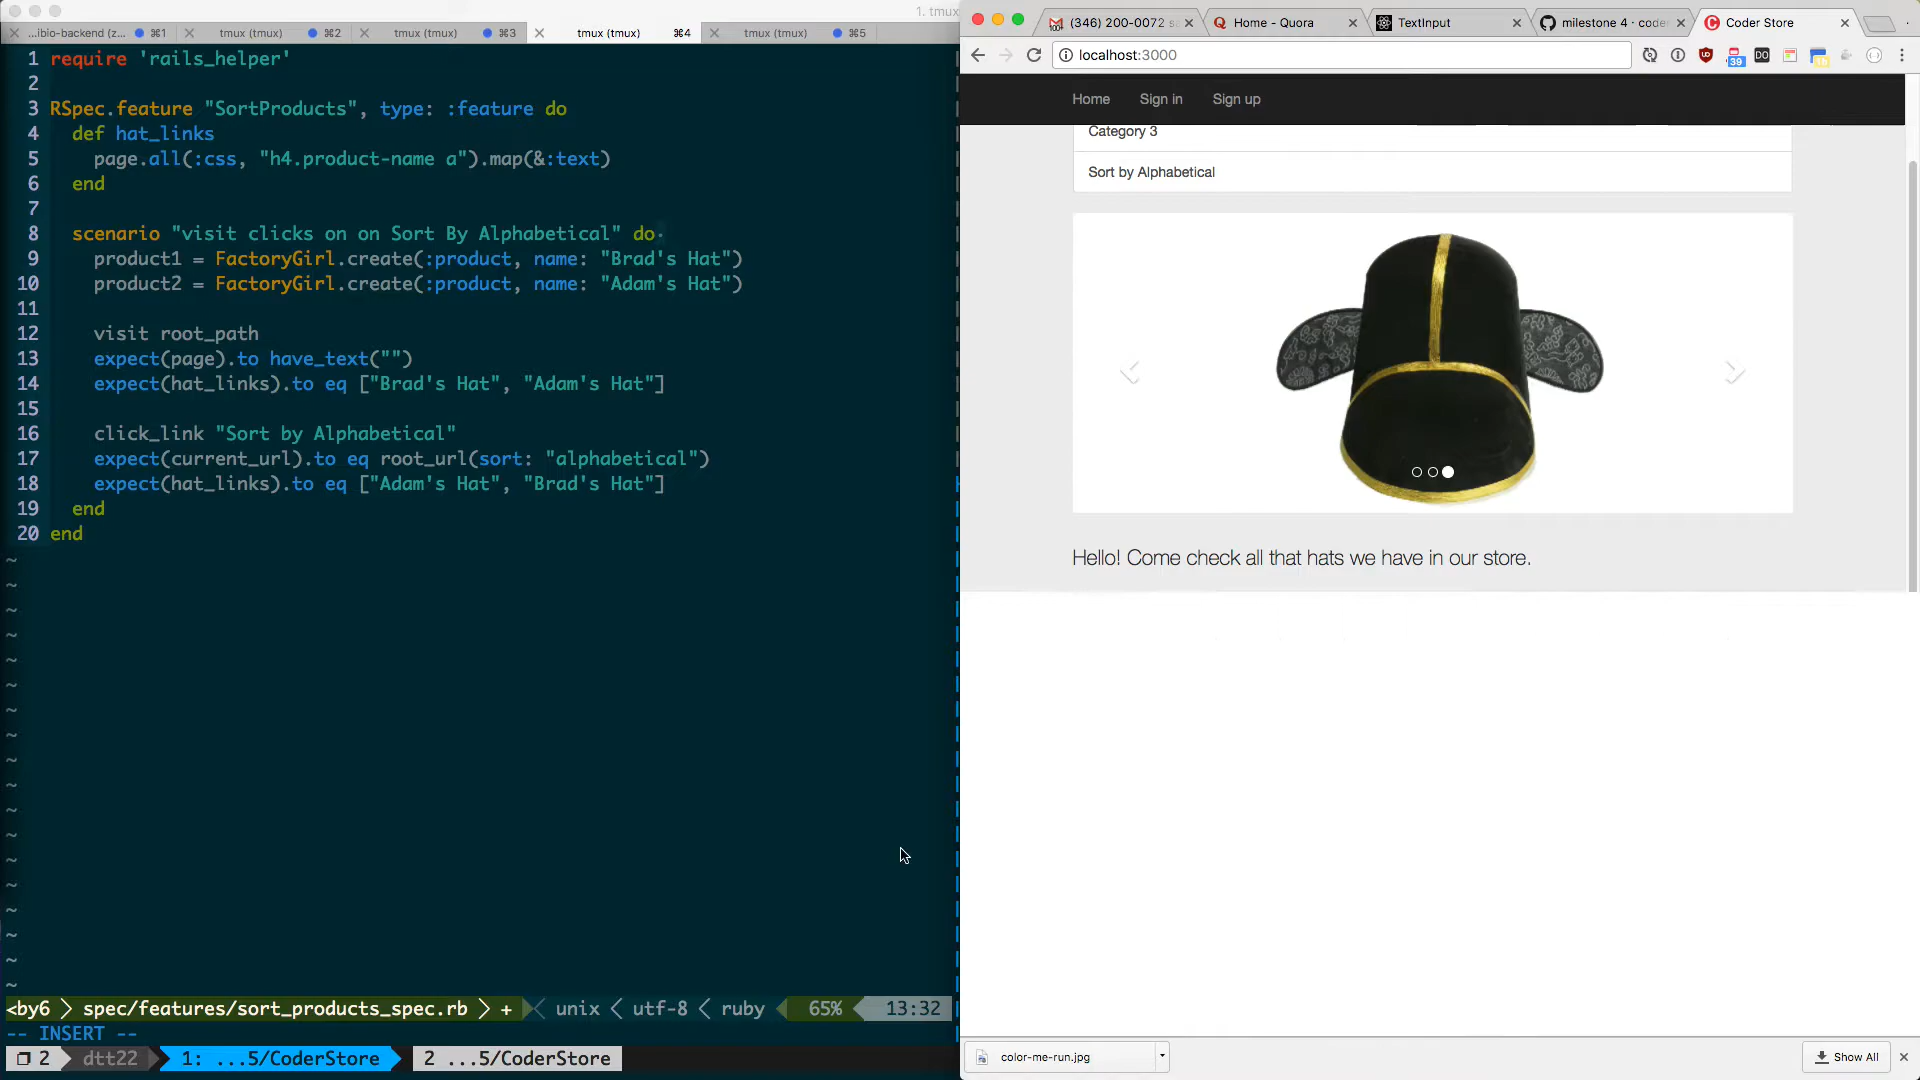 1. tmux
...ibio-backend (z... ⌘1 tmux (tmux) ⌘2 tmux (tmux) ⌘3 tmux (tmux) ⌘4 tmux (tmux) ⌘5
1 require 'rails_helper'
2
3 RSpec.feature "SortProducts", type: :feature do
4 def hat_links
5 page.all(:css, "h4.product-name a").map(&:text)
6 end
7
8 scenario "visit clicks on on Sort By Alphabetical" do·
9 product1 = FactoryGirl.create(:product, name: "Brad's Hat")
10 product2 = FactoryGirl.create(:product, name: "Adam's Hat")
11
12 visit root_path
13 expect(page).to have_text("")
14 expect(hat_links).to eq ["Brad's Hat", "Adam's Hat"]
15
16 click_link "Sort by Alphabetical"
17 expect(current_url).to eq root_url(sort: "alphabetical")
18 expect(hat_links).to eq ["Adam's Hat", "Brad's Hat"]
19 end
20 end
<by6 spec/features/sort_products_spec.rb + unix utf-8 ruby 65% 13:32
-- INSERT --
2 dtt22 1: ...5/CoderStore 2 ...5/CoderStore
100+ (346) 200-0072 Home - Quora TextInput milestone 4 · coder Coder Store
localhost:3000
39
DO
Home Sign in Sign up
Category 3
Sort by Alphabetical
Hello! Come check all that hats we have in our store.
color-me-run.jpg
Show All